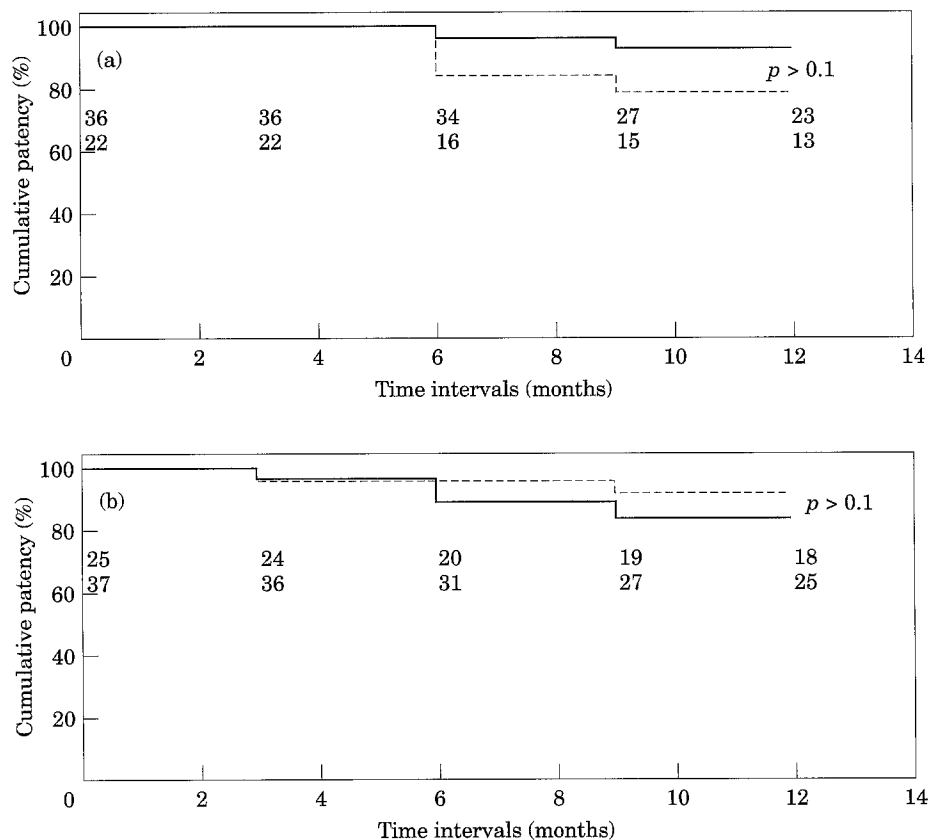 100
(a)
p > 0.1
80
36 36 34 27 23
22 22 16 15 13
60
40
20
0 2 4 6 8 10 12 14
Cumulative patency (%)
Time intervals (months)
100
(b)
p > 0.1
80
25 24 20 19 18
37 36 31 27 25
60
40
20
0 2 4 6 8 10 12 14
Cumulative patency (%)
Time intervals (months)